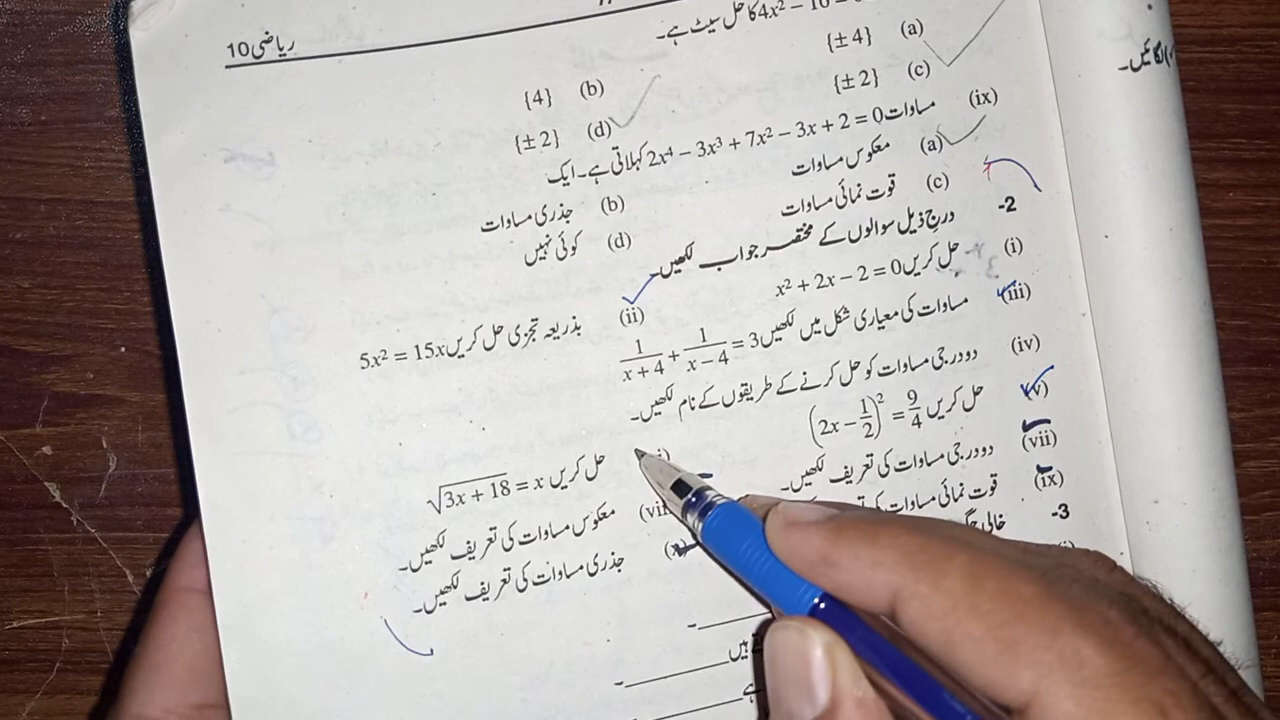 ریاضی 10
4x² − 16 کا حل سیٹ ہے۔
(a) {± 4} (b) {4}
(c) {± 2} (d) {± 2}
(ix) مساوات 2x⁴ − 3x³ + 7x² − 3x + 2 = 0 کہلاتی ہے۔ ایک
(a) معکوس مساوات (b) جذری مساوات
(c) قوت نمائی مساوات (d) کوئی نہیں
-2 درج ذیل سوالوں کے مختصر جواب لکھیں۔
(i) حل کریں x² + 2x − 2 = 0 (ii) بذریعہ تجزی حل کریں 5x² = 15x
(iii) مساوات کی معیاری شکل میں لکھیں 1/(x + 4) + 1/(x − 4) = 3
(iv) دو درجی مساوات کو حل کرنے کے طریقوں کے نام لکھیں۔
(v) حل کریں (2x − 1/2)² = 9/4 حل کریں √(3x + 18) = x
(vii) دو درجی مساوات کی تعریف لکھیں۔ معکوس مساوات کی تعریف لکھیں۔
(ix) قوت نمائی مساوات کی (x) جذری مساوات کی تعریف لکھیں۔
-3 خالی
ہیں
لگائیں۔